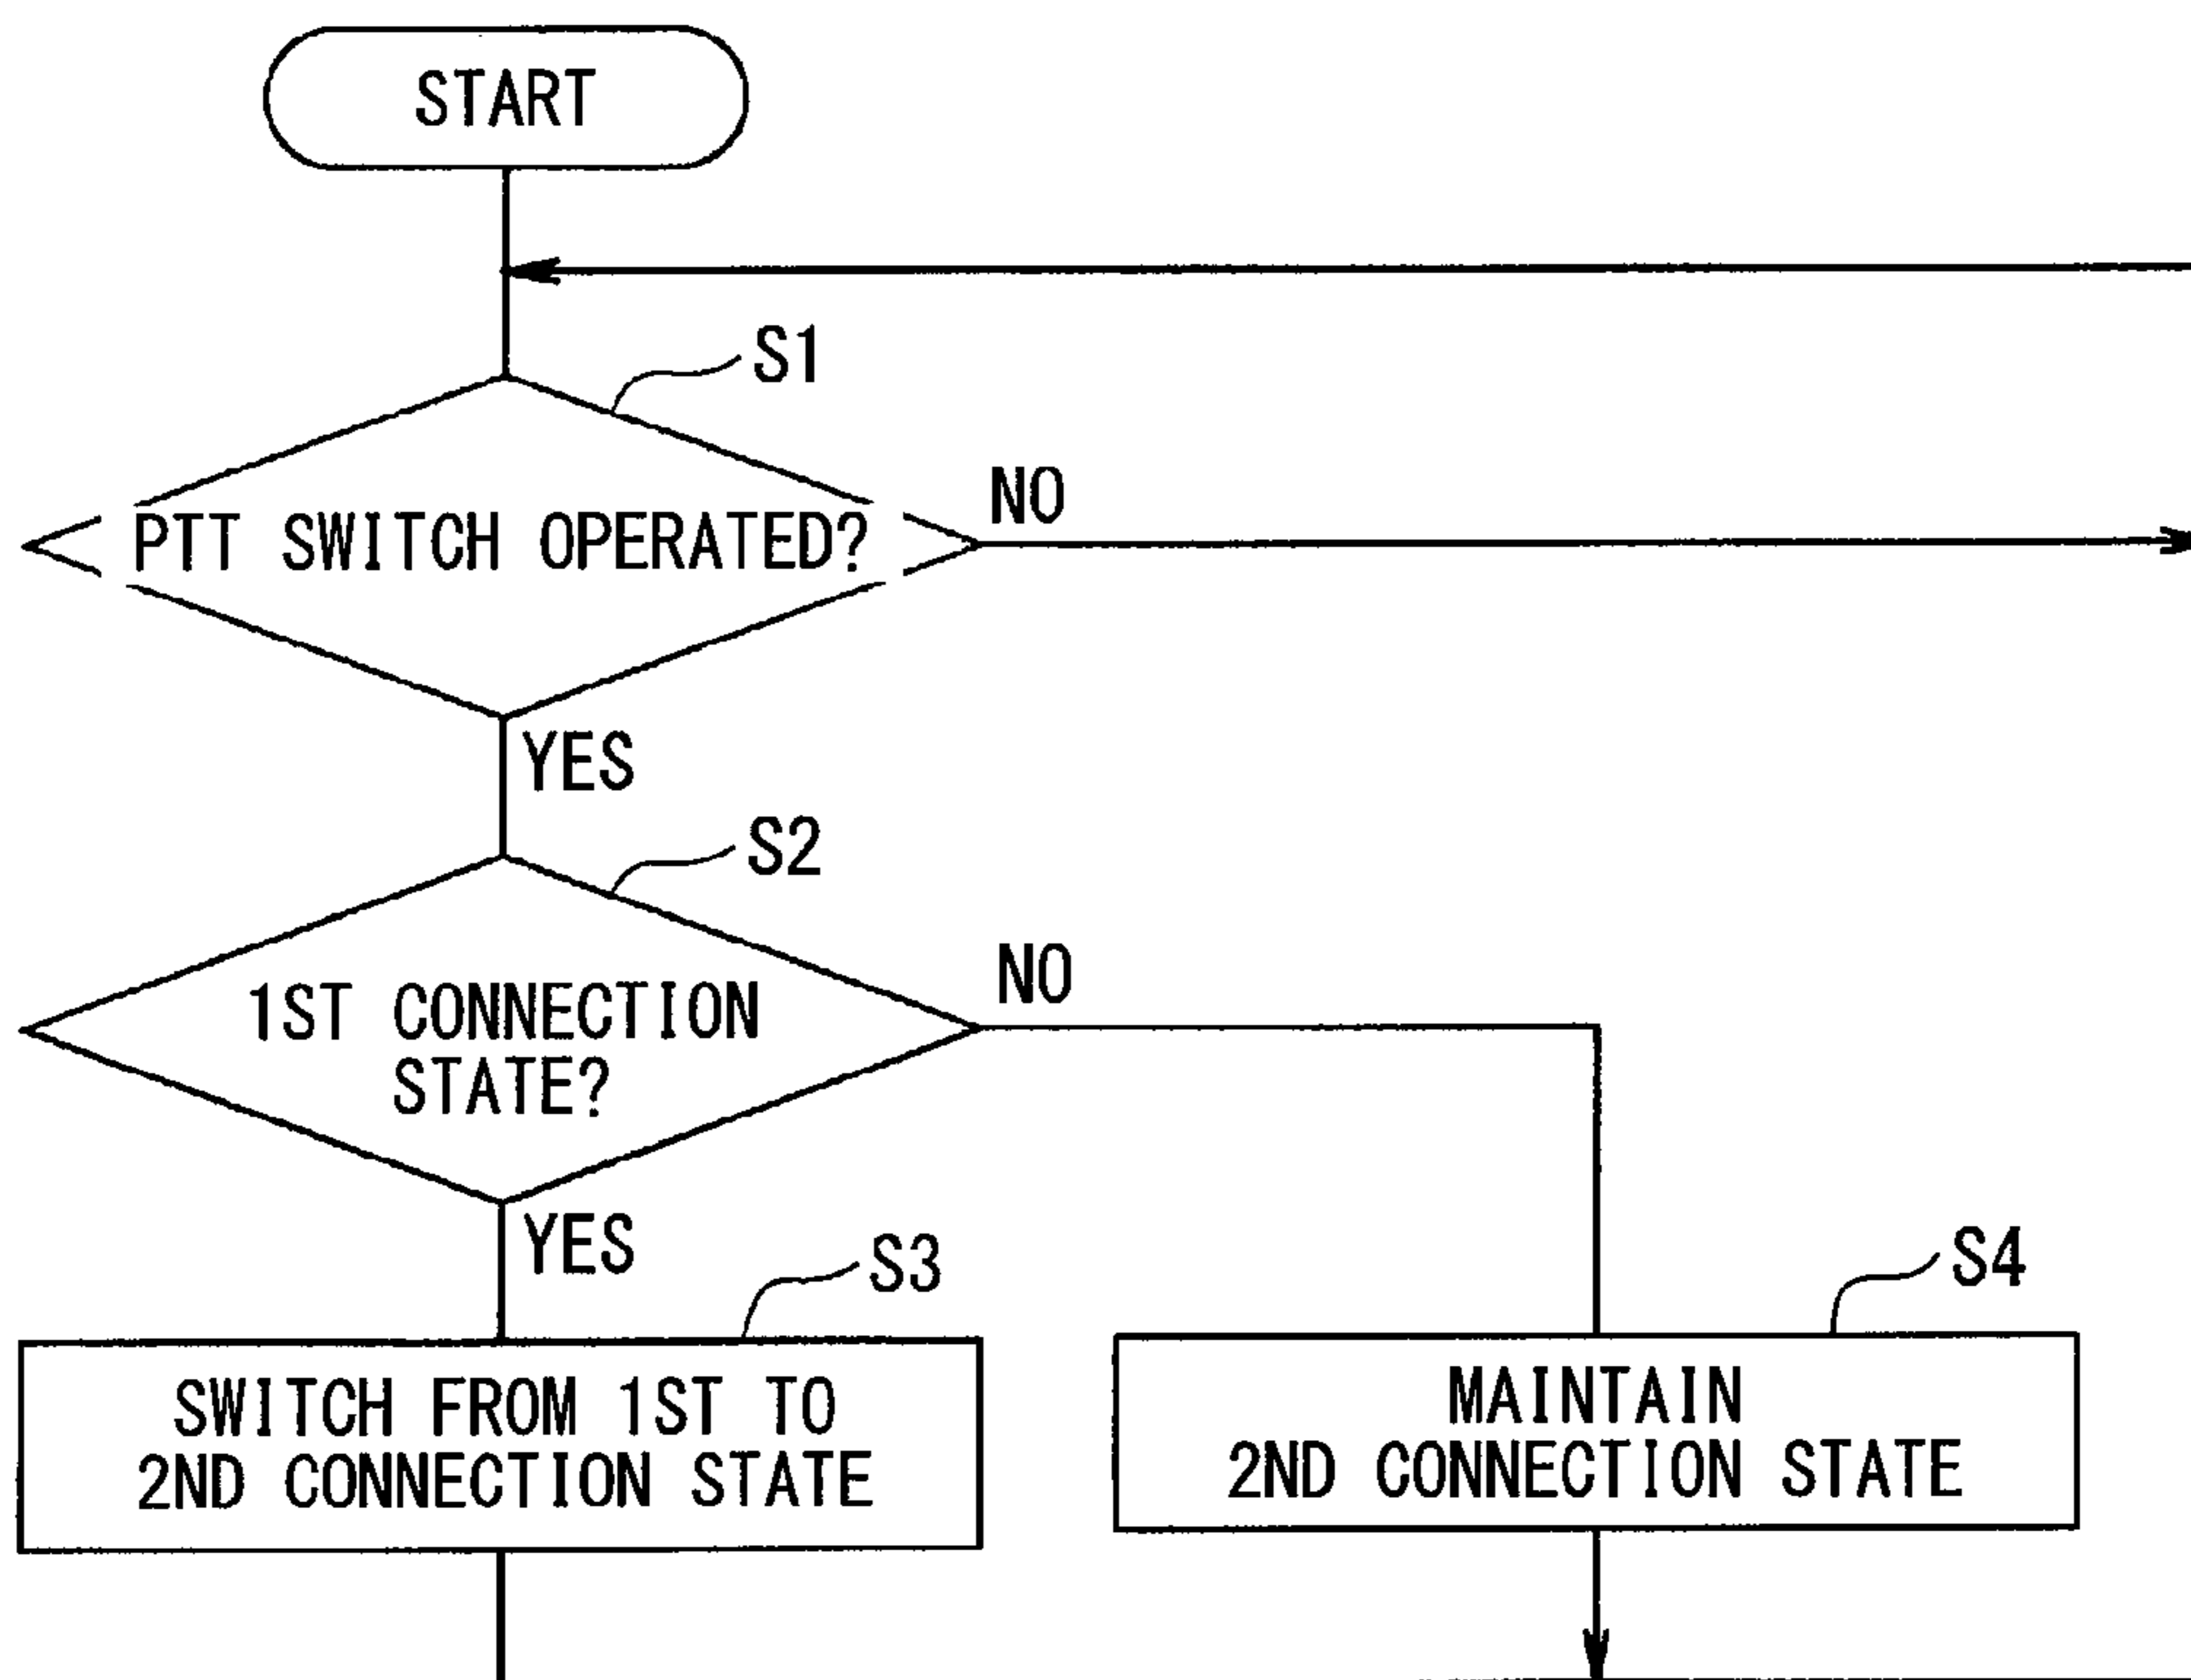 START
S1
PTT SWITCH OPERATED?
NO
YES
S2
1ST CONNECTION
STATE?
NO
YES
S3
SWITCH FROM 1ST TO
2ND CONNECTION STATE
S4
MAINTAIN
2ND CONNECTION STATE